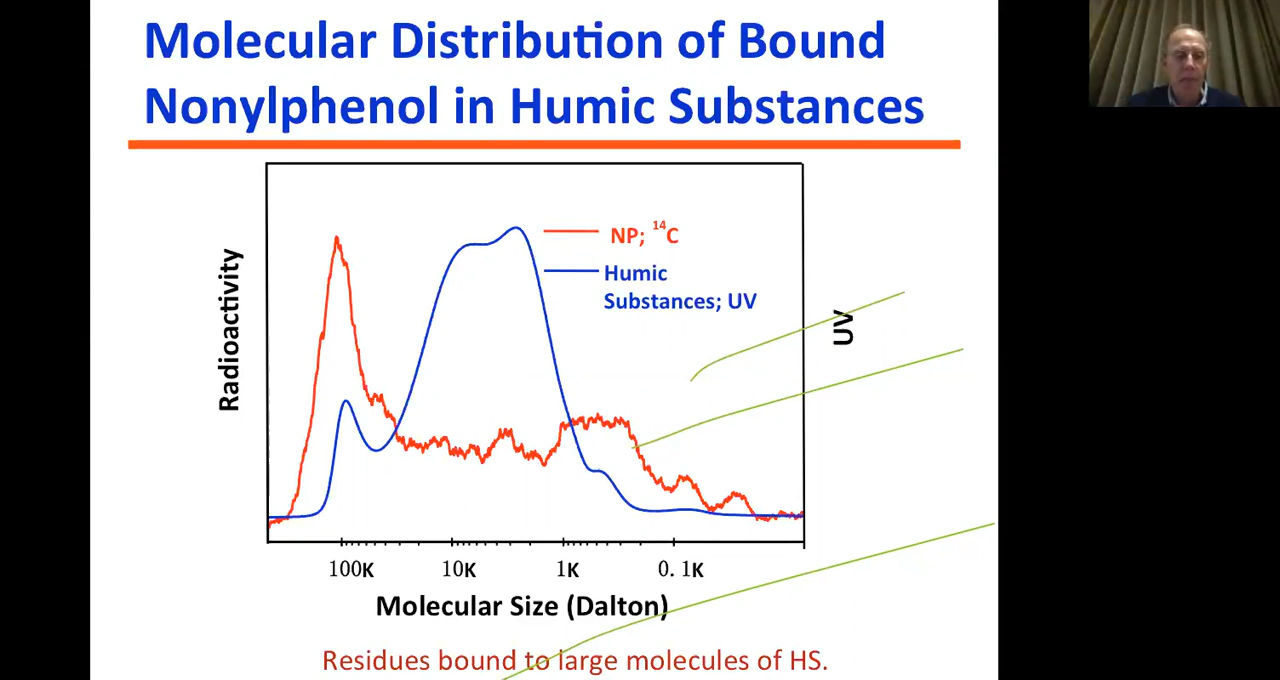 Molecular Distribution of Bound
Nonylphenol in Humic Substances
NP; ¹⁴C
Humic
Substances; UV
Radioactivity
UV
100K 10K 1K 0.1K
Molecular Size (Dalton)
Residues bound to large molecules of HS.